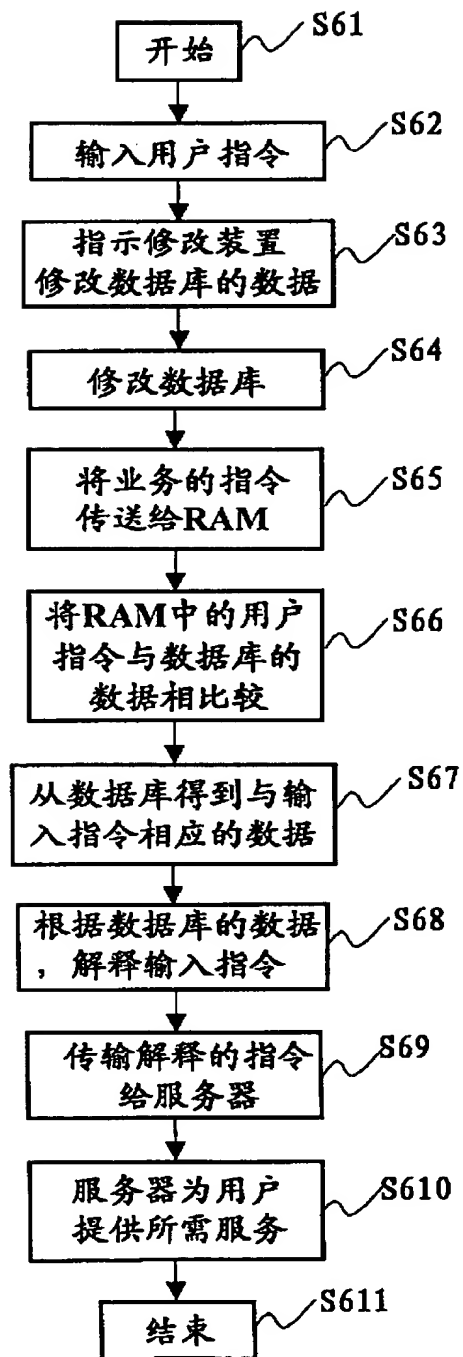 S61
开始
S62
输入用户指令
S63
指示修改装置
修改数据库的数据
S64
修改数据库
S65
将业务的指令
传送给RAM
S66
将RAM中的用户
指令与数据库的
数据相比较
S67
从数据库得到与输
入指令相应的数据
S68
根据数据库的数据
，解释输入指令
S69
传输解释的指令
给服务器
S610
服务器为用户
提供所需服务
S611
结束